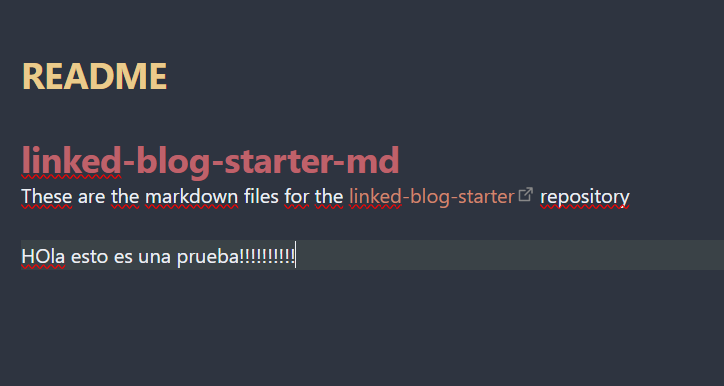 README
linked-blog-starter-md
These are the markdown files for the linked-blog-starter repository
HOla esto es una prueba!!!!!!!!!!